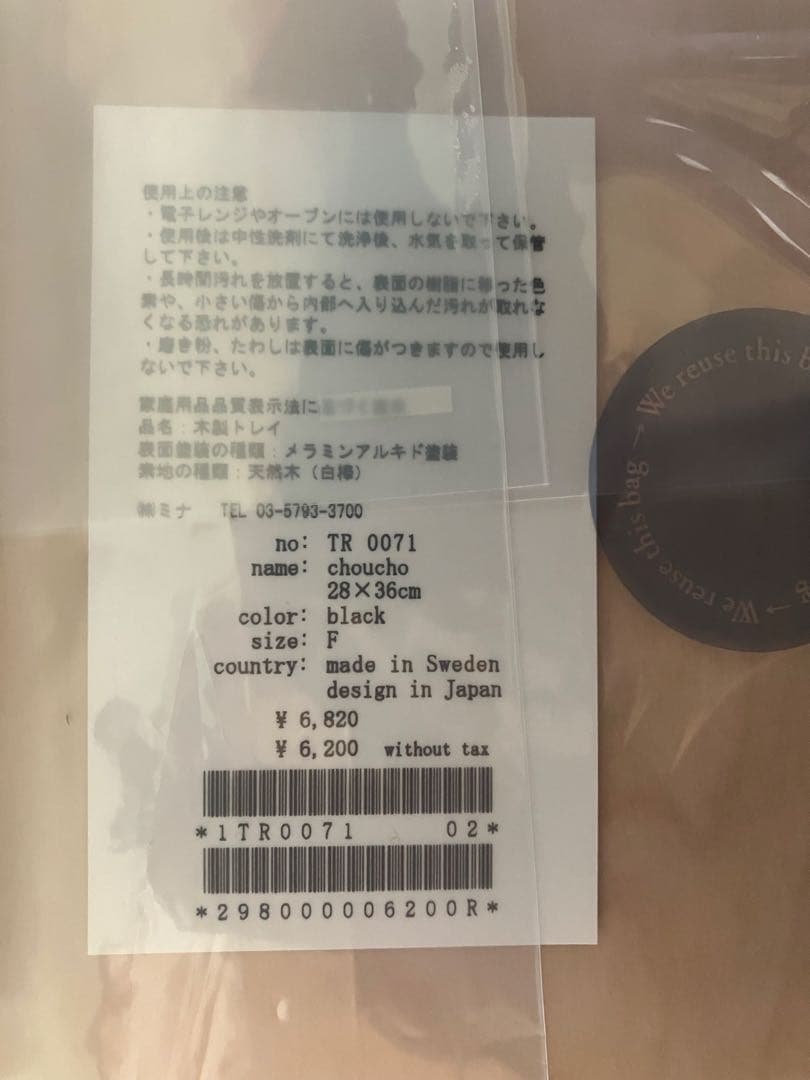 使用上の注意
・電子レンジやオーブンには使用しないで下さい。
・使用後は中性洗剤にて洗浄後、水気を取って保管
して下さい。
・長時間汚れを放置すると、表面の樹脂に移った色
素や、小さい傷から内部へ入り込んだ汚れが取れな
くなる恐れがあります。
・磨き粉、たわしは表面に傷がつきますので使用し
ないで下さい。
家庭用品品質表示法に
品名：木製トレイ
表面塗装の種類：メラミンアルキド塗装
素地の種類：天然木（白樺）
㈱ミナ TEL 03-5793-3700
no: TR 0071
name: choucho
28×36cm
color: black
size: F
country: made in Sweden
design in Japan
¥ 6,820
¥ 6,200 without tax
*1TR0071 02*
*298000006200R*
We reuse this bag → We reuse this